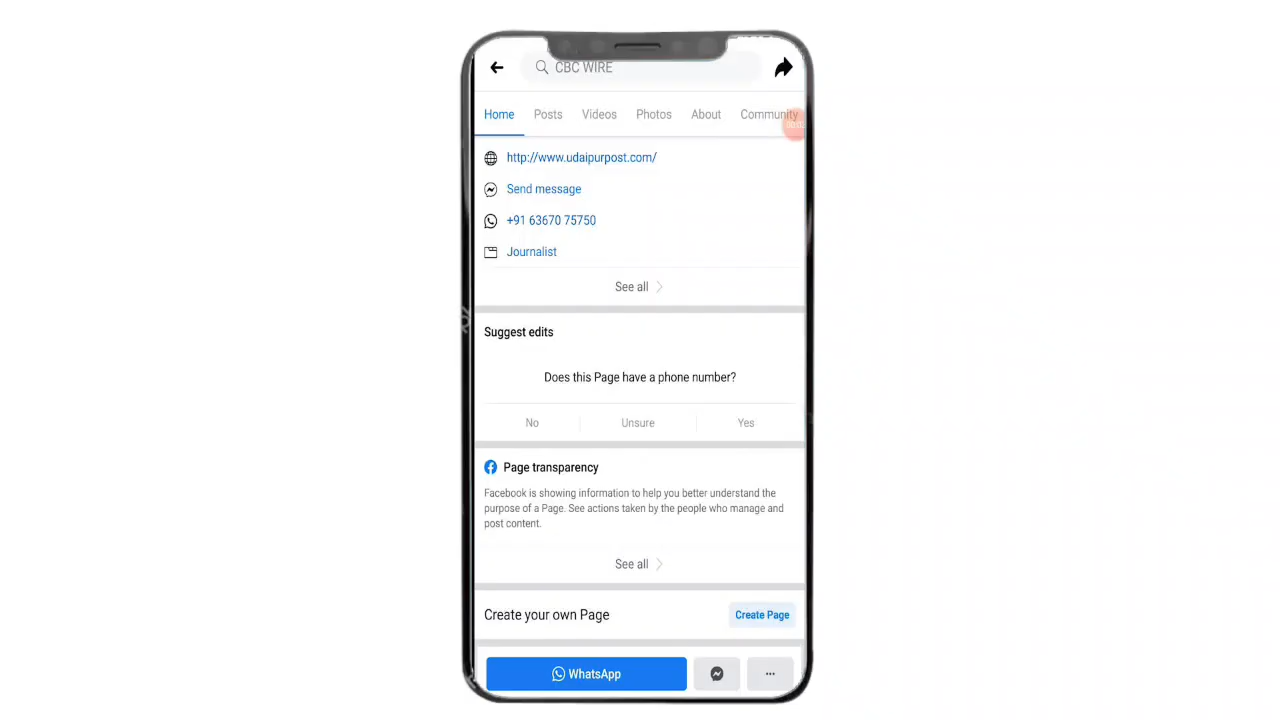 CBC WIRE
Home Posts Videos Photos About Community
http://www.udaipurpost.com/
Send message
+91 63670 75750
Journalist
See all
Suggest edits
Does this Page have a phone number?
No Unsure Yes
Page transparency
Facebook is showing information to help you better understand the
purpose of a Page. See actions taken by the people who manage and
post content.
See all
Create your own Page Create Page
WhatsApp